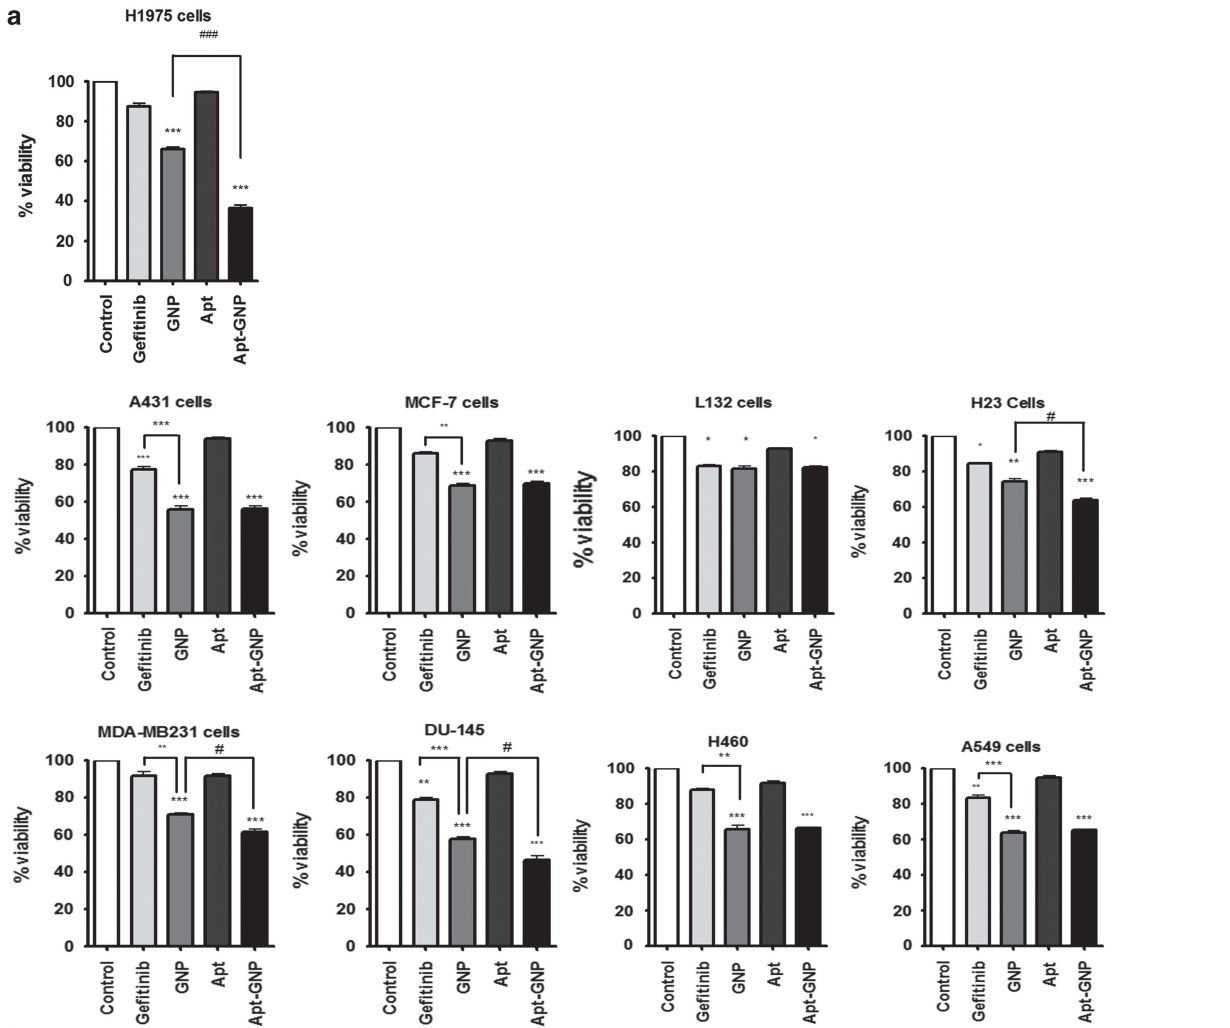 a
H1975 cells
###
100
80
60
40
20
0
% viability
***
***
Control
Gefitinib
GNP
Apt
Apt-GNP
A431 cells
***
***
***
***
100
80
60
40
20
0
% viability
Control
Gefitinib
GNP
Apt
Apt-GNP
MCF-7 cells
**
***
***
100
80
60
40
20
0
% viability
Control
Gefitinib
GNP
Apt
Apt-GNP
L132 cells
*
*
*
100
80
60
40
20
0
% viability
Control
Gefitinib
GNP
Apt
Apt-GNP
H23 Cells
#
*
**
***
100
80
60
40
20
0
% viability
Control
Gefitinib
GNP
Apt
Apt-GNP
MDA-MB231 cells
**
#
***
***
100
80
60
40
20
0
% viability
Control
Gefitinib
GNP
Apt
Apt-GNP
DU-145
***
#
**
***
***
100
80
60
40
20
0
% viability
Control
Gefitinib
GNP
Apt
Apt-GNP
H460
**
***
***
100
80
60
40
20
0
% viability
Control
Gefitinib
GNP
Apt
Apt-GNP
A549 cells
***
**
***
***
100
80
60
40
20
0
% viability
Control
Gefitinib
GNP
Apt
Apt-GNP